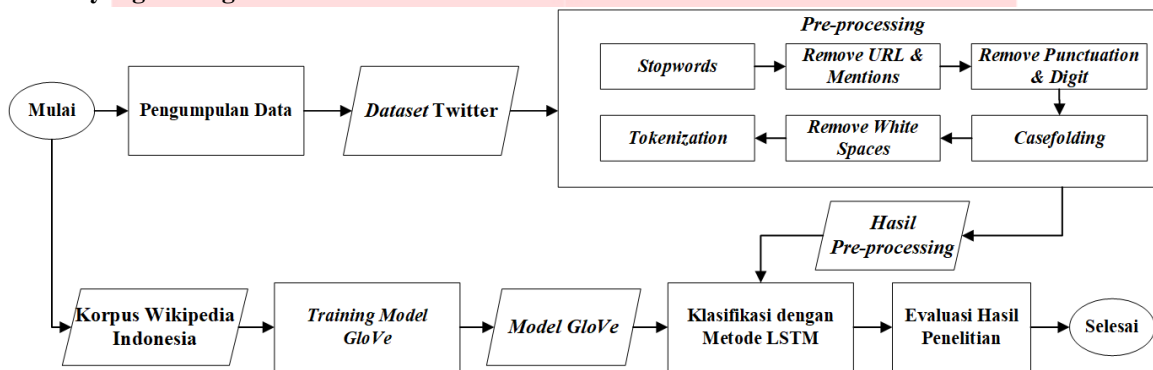 Pre-processing
Stopwords
Remove URL &
Mentions
Remove Punctuation
& Digit
Mulai
Pengumpulan Data
Dataset Twitter
Tokenization
Remove White
Spaces
Casefolding
Hasil
Pre-processing
Korpus Wikipedia
Indonesia
Training Model
GloVe
Model GloVe
Klasifikasi dengan
Metode LSTM
Evaluasi Hasil
Penelitian
Selesai